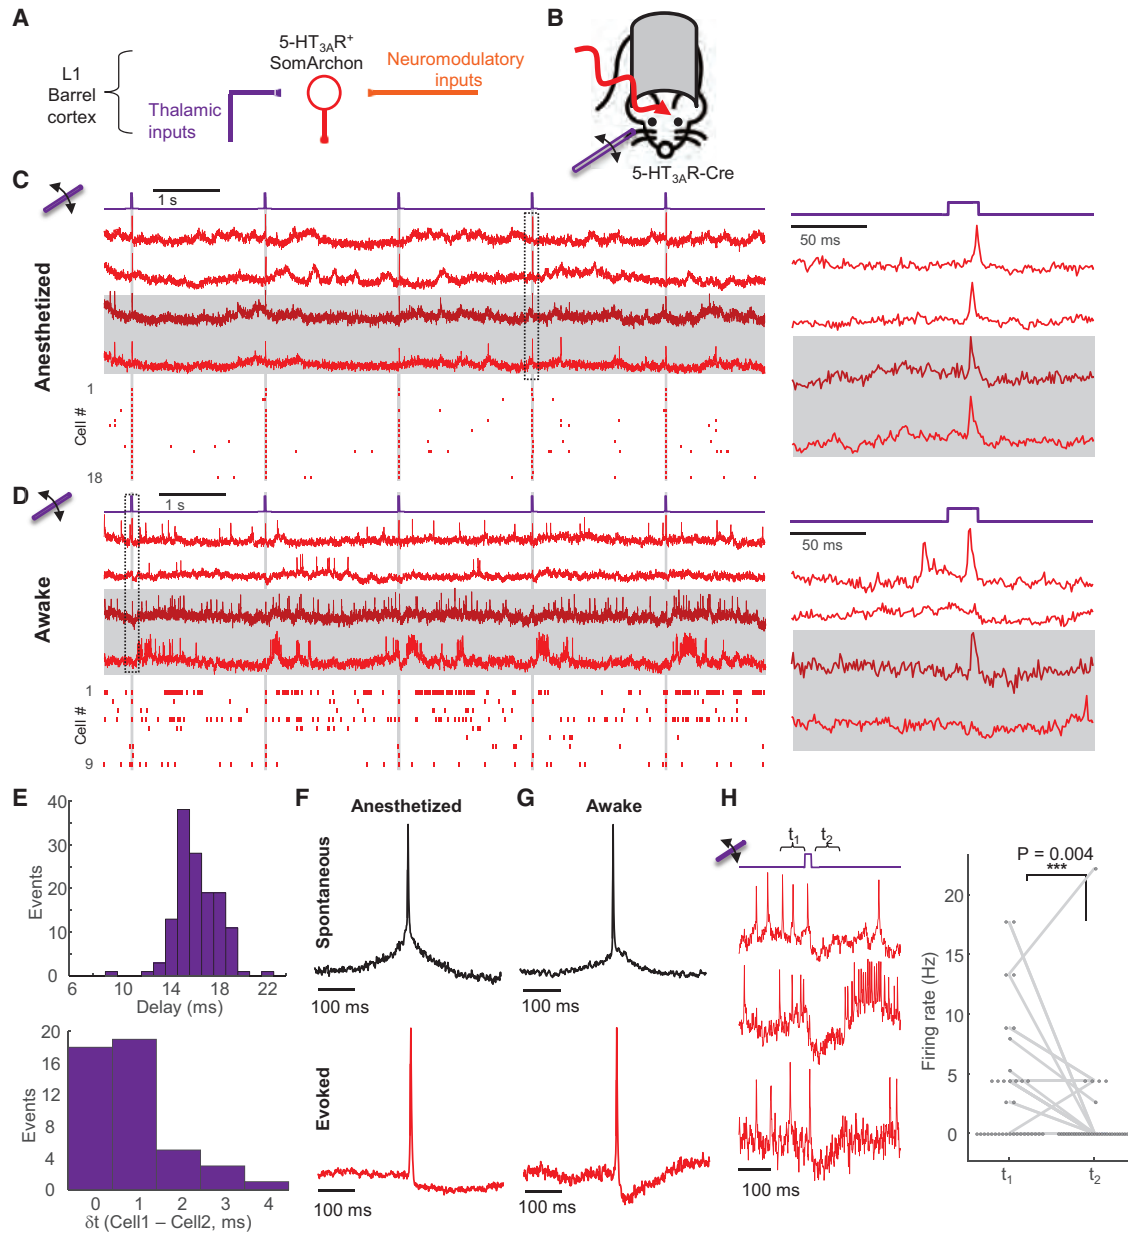 A
L1
Barrel
cortex
Thalamic
inputs
5-HT3AR+
SomArchon
Neuromodulatory
inputs
B
5-HT3AR-Cre
C
1 s
50 ms
Anesthetized
1
Cell #
18
D
1 s
50 ms
Awake
1
Cell #
9
E
40
30
20
10
0
Events
6
10
14
18
22
Delay (ms)
20
16
12
8
4
0
Events
0
1
2
3
4
δt (Cell1 – Cell2, ms)
F
Anesthetized
Spontaneous
100 ms
Evoked
100 ms
G
Awake
100 ms
100 ms
H
t1
t2
100 ms
P = 0.004
***
20
15
10
5
0
Firing rate (Hz)
t1
t2